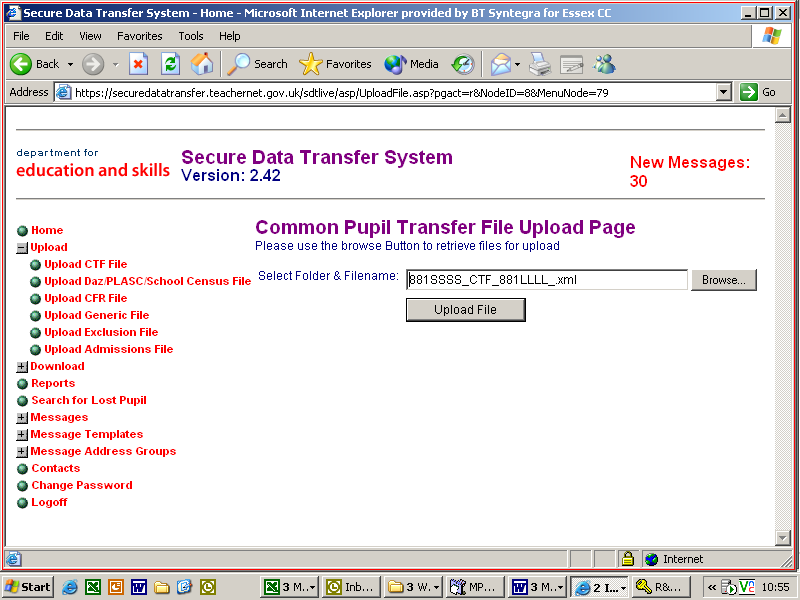 Secure Data Transfer System - Home - Microsoft Internet Explorer provided by BT Syntegra for Essex CC
File Edit View Favorites Tools Help
Back Search Favorites Media
Address https://securedatatransfer.teachernet.gov.uk/sdtlive/asp/UploadFile.asp?pgact=r&NodeID=8&MenuNode=79 Go
department for
education and skills
Secure Data Transfer System
Version: 2.42
New Messages:
30
Home
Upload
Upload CTF File
Upload Daz/PLASC/School Census File
Upload CFR File
Upload Generic File
Upload Exclusion File
Upload Admissions File
Download
Reports
Search for Lost Pupil
Messages
Message Templates
Message Address Groups
Contacts
Change Password
Logoff
Common Pupil Transfer File Upload Page
Please use the browse Button to retrieve files for upload
Select Folder & Filename: 881SSSS_CTF_881LLLL_.xml Browse...
Upload File
Internet
Start 3 M... Inb... 3 W... MP... 3 M... 2 I... R&... « 10:55